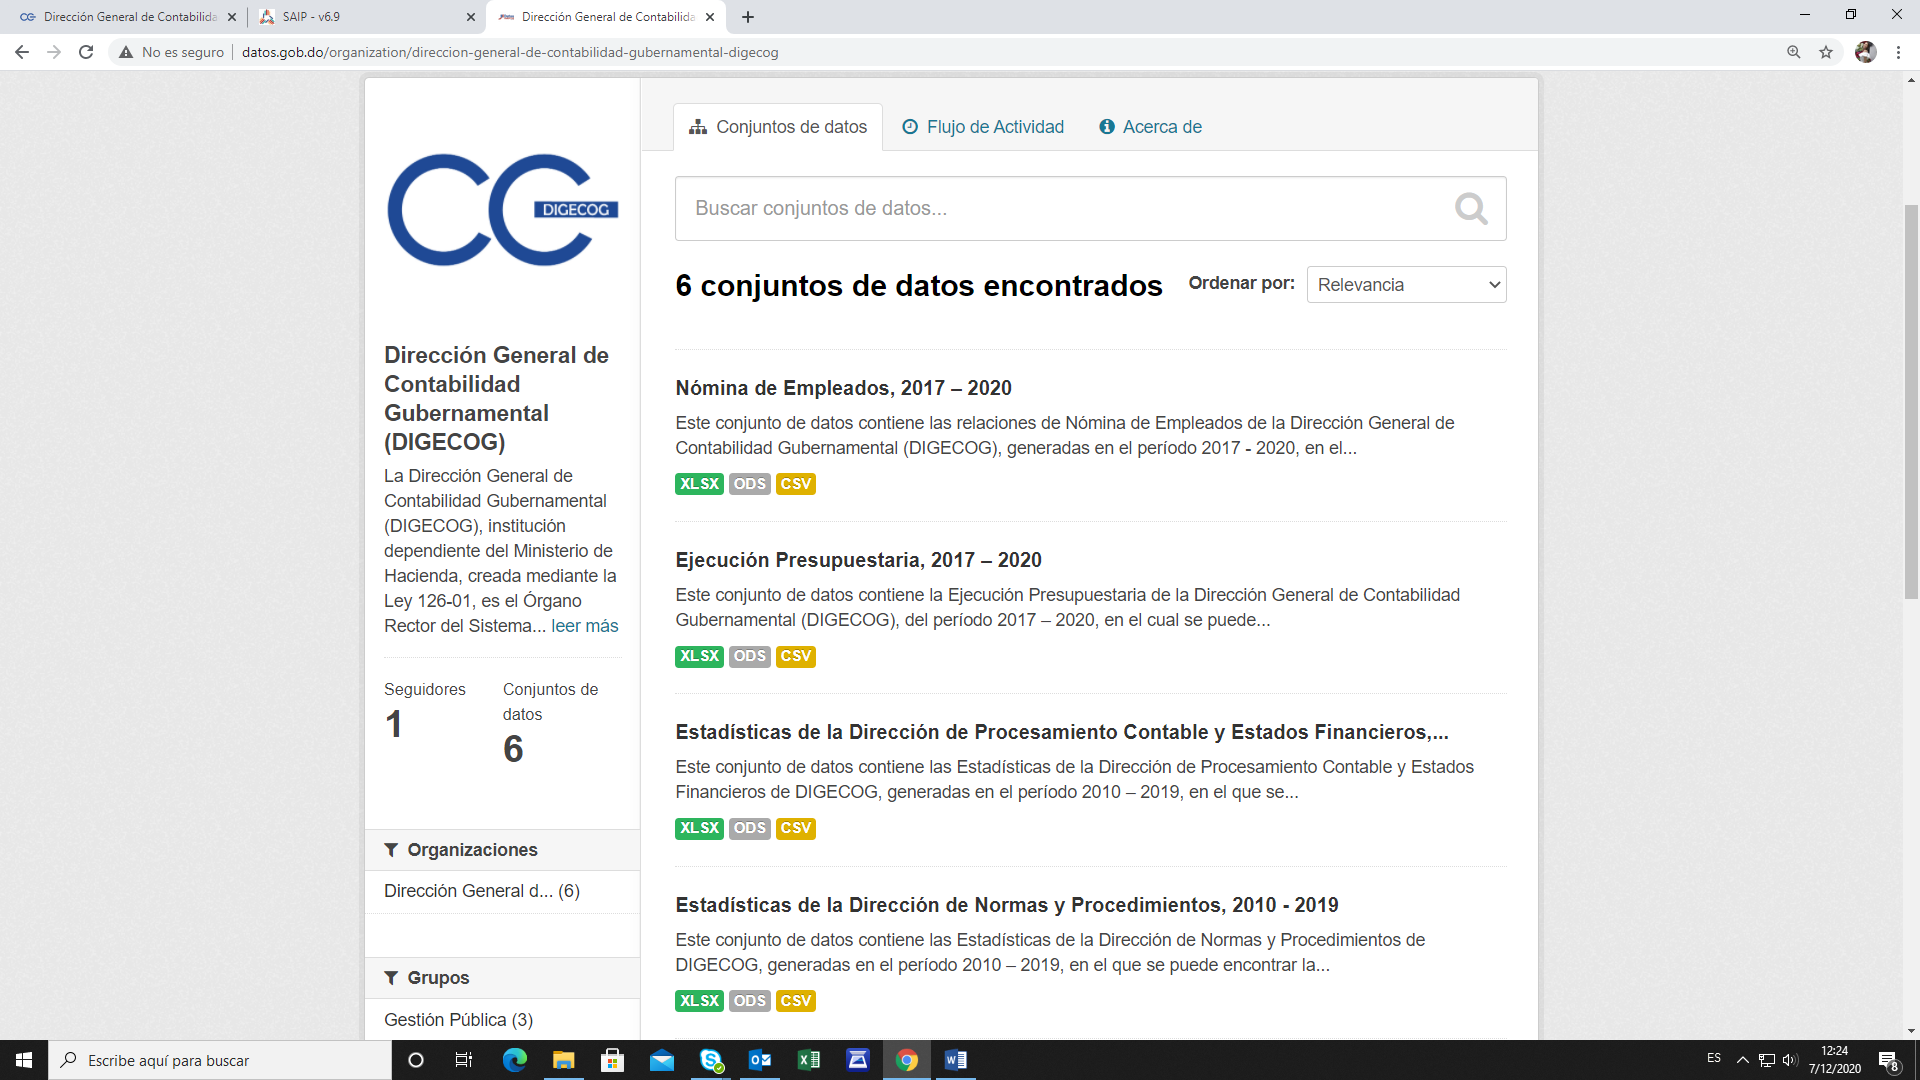 Dirección General de Contabilida
SAIP - v6.9
Dirección General de Contabilida
No es seguro
datos.gob.do/organization/direccion-general-de-contabilidad-gubernamental-digecog
DIGECOG
Dirección General de
Contabilidad
Gubernamental
(DIGECOG)
La Dirección General de
Contabilidad Gubernamental
(DIGECOG), institución
dependiente del Ministerio de
Hacienda, creada mediante la
Ley 126-01, es el Órgano
Rector del Sistema... leer más
Seguidores
1
Conjuntos de
datos
6
Organizaciones
Dirección General d... (6)
Grupos
Gestión Pública (3)
Conjuntos de datos
Flujo de Actividad
Acerca de
Buscar conjuntos de datos...
6 conjuntos de datos encontrados
Ordenar por:
Relevancia
Nómina de Empleados, 2017 – 2020
Este conjunto de datos contiene las relaciones de Nómina de Empleados de la Dirección General de
Contabilidad Gubernamental (DIGECOG), generadas en el período 2017 - 2020, en el...
XLSX ODS CSV
Ejecución Presupuestaria, 2017 – 2020
Este conjunto de datos contiene la Ejecución Presupuestaria de la Dirección General de Contabilidad
Gubernamental (DIGECOG), del período 2017 – 2020, en el cual se puede...
XLSX ODS CSV
Estadísticas de la Dirección de Procesamiento Contable y Estados Financieros,...
Este conjunto de datos contiene las Estadísticas de la Dirección de Procesamiento Contable y Estados
Financieros de DIGECOG, generadas en el período 2010 – 2019, en el que se...
XLSX ODS CSV
Estadísticas de la Dirección de Normas y Procedimientos, 2010 - 2019
Este conjunto de datos contiene las Estadísticas de la Dirección de Normas y Procedimientos de
DIGECOG, generadas en el período 2010 – 2019, en el que se puede encontrar la...
XLSX ODS CSV
Escribe aquí para buscar
ES
12:24
7/12/2020
8